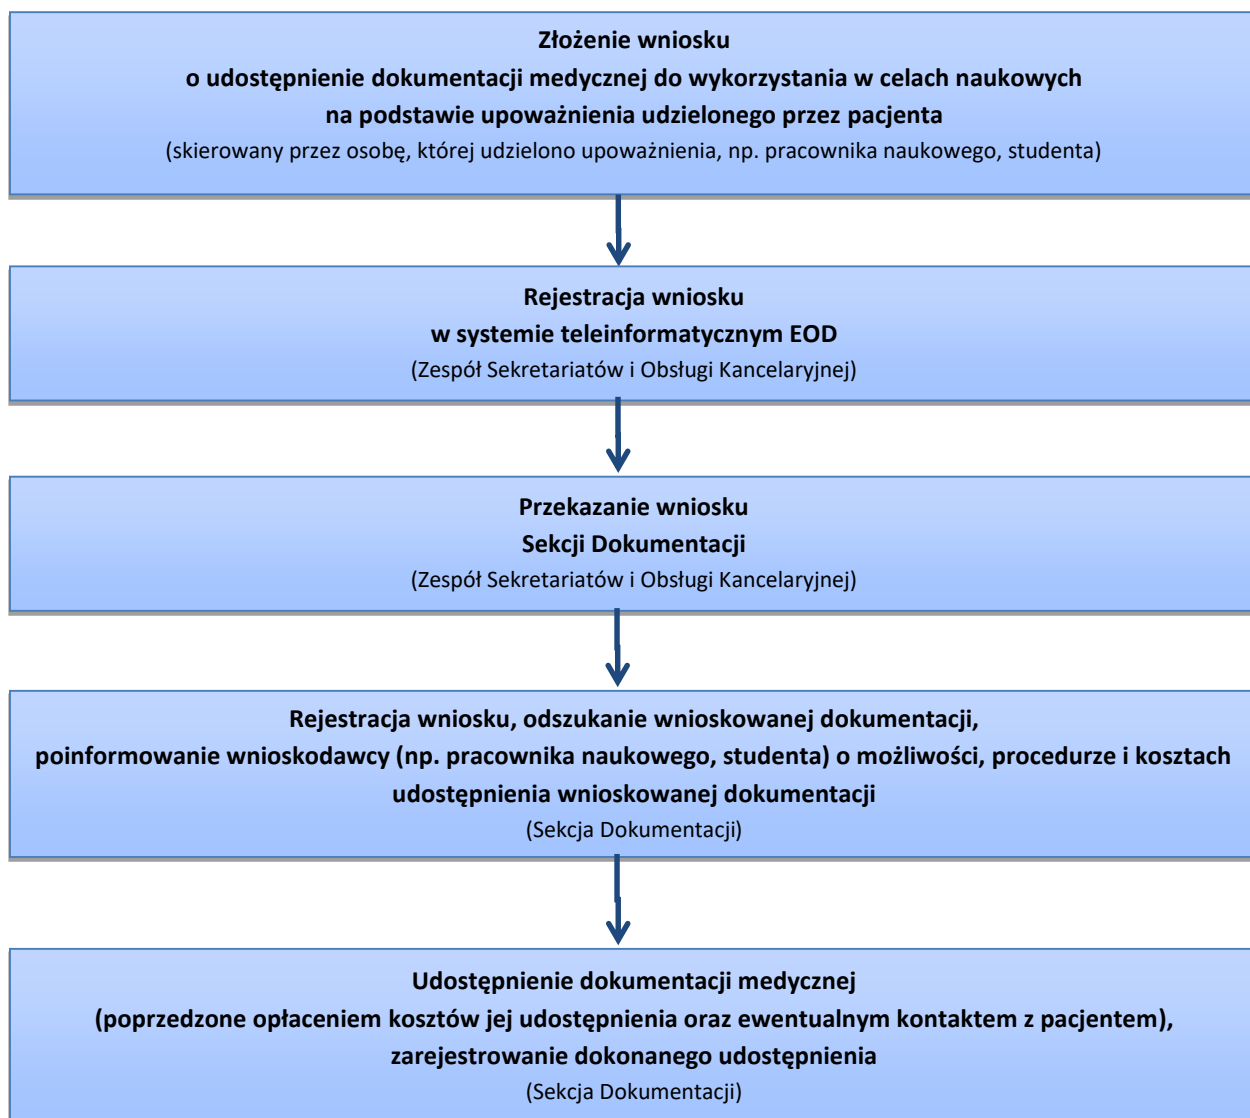 Złożenie wniosku
o udostępnienie dokumentacji medycznej do wykorzystania w celach naukowych
na podstawie upoważnienia udzielonego przez pacjenta
(skierowany przez osobę, której udzielono upoważnienia, np. pracownika naukowego, studenta)
Rejestracja wniosku
w systemie teleinformatycznym EOD
(Zespół Sekretariatów i Obsługi Kancelaryjnej)
Przekazanie wniosku
Sekcji Dokumentacji
(Zespół Sekretariatów i Obsługi Kancelaryjnej)
Rejestracja wniosku, odszukanie wnioskowanej dokumentacji,
poinformowanie wnioskodawcy (np. pracownika naukowego, studenta) o możliwości, procedurze i kosztach
udostępnienia wnioskowanej dokumentacji
(Sekcja Dokumentacji)
Udostępnienie dokumentacji medycznej
(poprzedzone opłaceniem kosztów jej udostępnienia oraz ewentualnym kontaktem z pacjentem),
zarejestrowanie dokonanego udostępnienia
(Sekcja Dokumentacji)